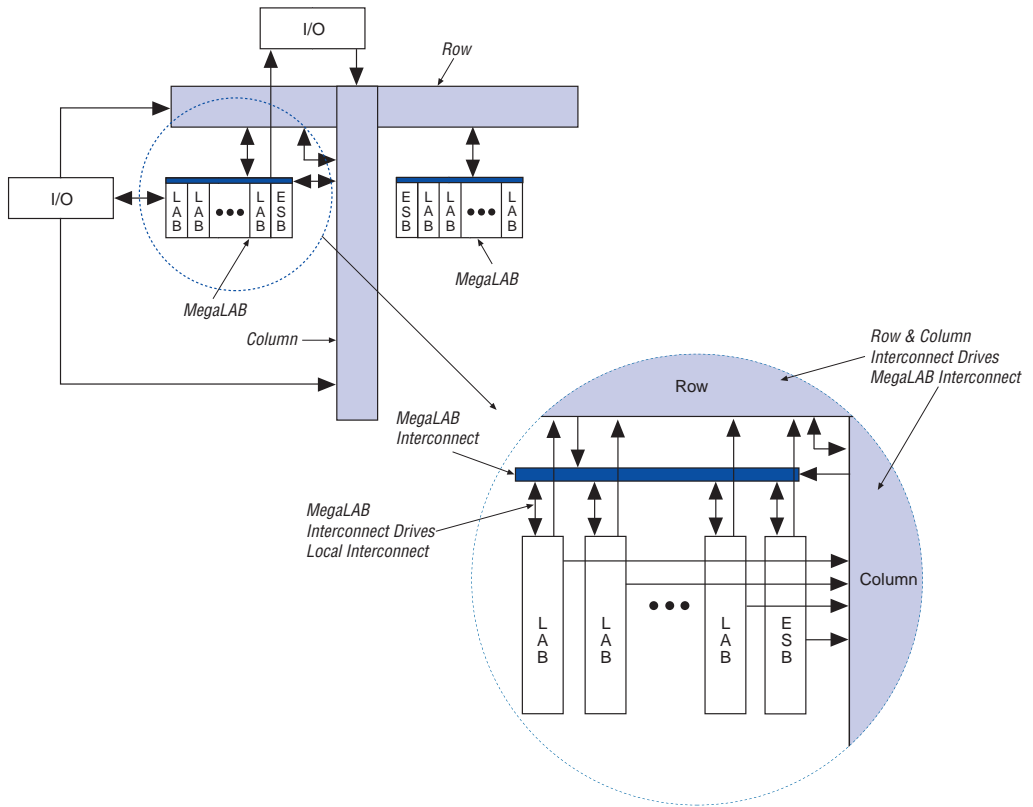 I/O
Row
I/O
L
A
B
L
A
B
L
A
B
E
S
B
E
S
B
L
A
B
L
A
B
L
A
B
MegaLAB
MegaLAB
Column
Row & Column
Interconnect Drives
MegaLAB Interconnect
Row
MegaLAB
Interconnect
MegaLAB
Interconnect Drives
Local Interconnect
Column
L
A
B
L
A
B
L
A
B
E
S
B